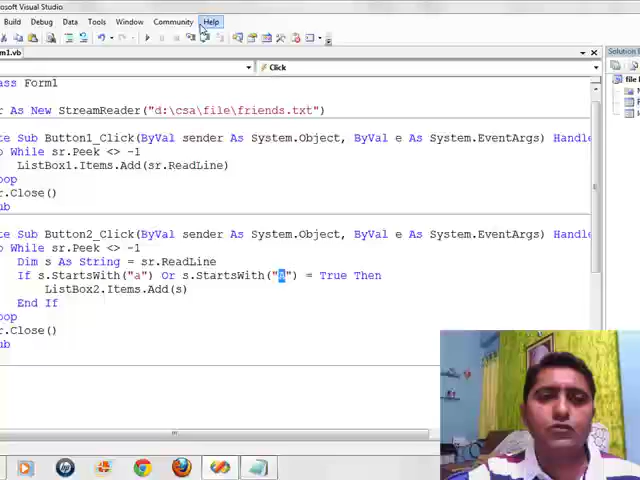 osoft Visual Studio
Build Debug Data Tools Window Community Help
m1.vb
Solution E
Click
file
ass Form1
r As New StreamReader("d:\csa\file\friends.txt")
te Sub Button1_Click(ByVal sender As System.Object, ByVal e As System.EventArgs) Handle
o While sr.Peek <> -1
ListBox1.Items.Add(sr.ReadLine)
oop
r.Close()
ub
te Sub Button2_Click(ByVal sender As System.Object, ByVal e As System.EventArgs) Handle
o While sr.Peek <> -1
Dim s As String = sr.ReadLine
If s.StartsWith("a") Or s.StartsWith("A") = True Then
ListBox2.Items.Add(s)
End If
oop
r.Close()
ub